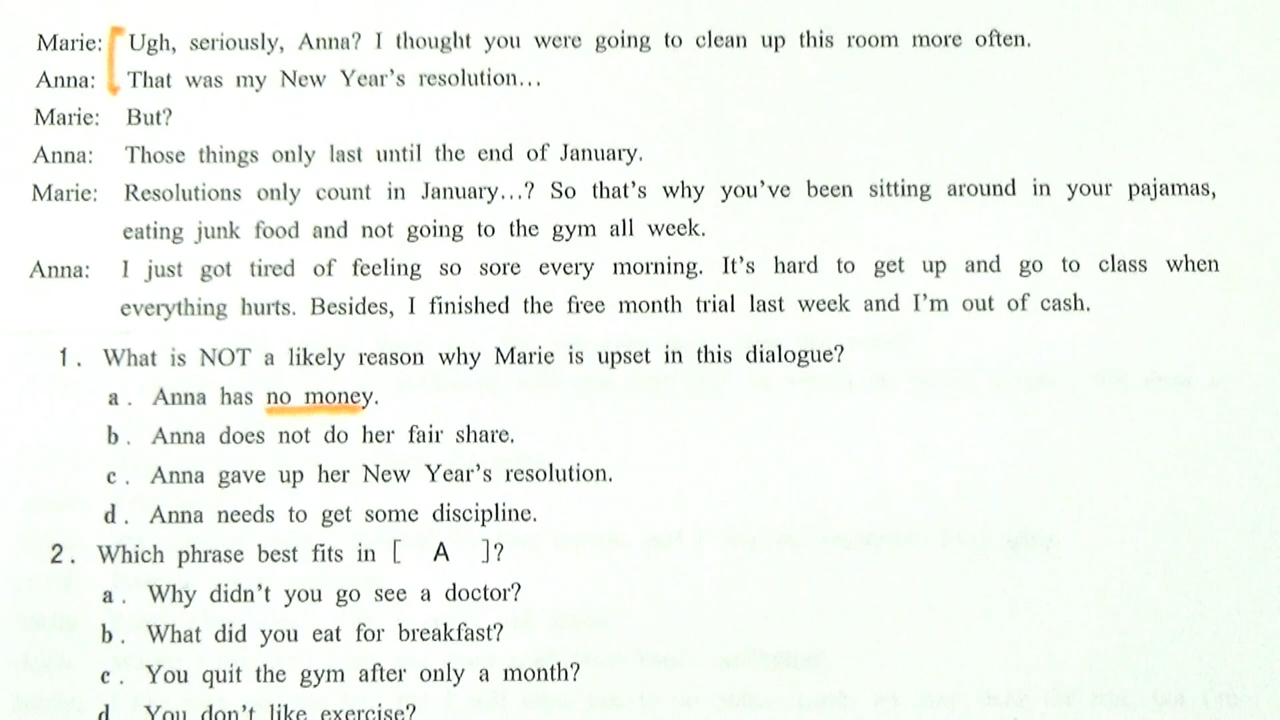 Marie: Ugh, seriously, Anna? I thought you were going to clean up this room more often.
Anna: That was my New Year's resolution...
Marie: But?
Anna: Those things only last until the end of January.
Marie: Resolutions only count in January...? So that's why you've been sitting around in your pajamas,
eating junk food and not going to the gym all week.
Anna: I just got tired of feeling so sore every morning. It's hard to get up and go to class when
everything hurts. Besides, I finished the free month trial last week and I'm out of cash.
1. What is NOT a likely reason why Marie is upset in this dialogue?
a. Anna has no money.
b. Anna does not do her fair share.
c. Anna gave up her New Year's resolution.
d. Anna needs to get some discipline.
2. Which phrase best fits in [ A ]?
a. Why didn't you go see a doctor?
b. What did you eat for breakfast?
c. You quit the gym after only a month?
d You don't like exercise?